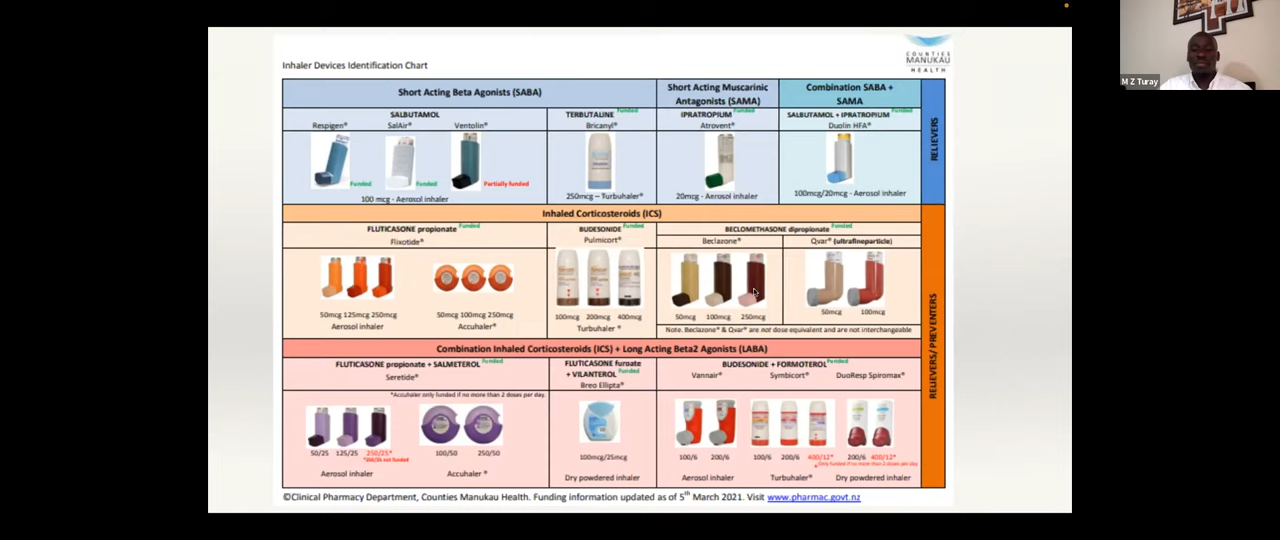 M Z Turay
COUNTIES
MANUKAU
HEALTH
Inhaler Devices Identification Chart
Short Acting Beta Agonists (SABA)
Short Acting Muscarinic
Antagonists (SAMA)
Combination SABA +
SAMA
RELIEVERS
SALBUTAMOL
Respigen® SalAir® Ventolin®
TERBUTALINE Funded
Bricanyl®
IPRATROPIUM Funded
Atrovent®
SALBUTAMOL + IPRATROPIUM Funded
Duolin HFA®
Funded Funded Partially funded
100 mcg - Aerosol inhaler
250mcg – Turbuhaler®
20mcg - Aerosol inhaler
100mcg/20mcg - Aerosol inhaler
Inhaled Corticosteroids (ICS)
RELIEVERS/ PREVENTERS
FLUTICASONE propionate Funded
Flixotide®
BUDESONIDE Funded
Pulmicort®
BECLOMETHASONE dipropionate Funded
Beclazone® Qvar® (ultrafineparticle)
50mcg 125mcg 250mcg
Aerosol inhaler
50mcg 100mcg 250mcg
Accuhaler®
100mcg 200mcg 400mcg
Turbuhaler ®
50mcg 100mcg 250mcg
50mcg 100mcg
Note. Beclazone® & Qvar® are not dose equivalent and are not interchangeable
Combination Inhaled Corticosteroids (ICS) + Long Acting Beta2 Agonists (LABA)
FLUTICASONE propionate + SALMETEROL Funded
Seretide®
FLUTICASONE furoate
+ VILANTEROL Funded
Breo Ellipta®
BUDESONIDE + FORMOTEROL Funded
Vannair® Symbicort® DuoResp Spiromax®
*Accuhaler only funded if no more than 2 doses per day.
50/25 125/25 250/25*
*250/25 not funded
Aerosol inhaler
100/50 250/50
Accuhaler ®
100mcg/25mcg
Dry powdered inhaler
100/6 200/6
Aerosol inhaler
100/6 200/6 400/12*
Turbuhaler®
200/6 400/12*
*Only funded if no more than 2 doses per day
Dry powdered inhaler
©Clinical Pharmacy Department, Counties Manukau Health. Funding information updated as of 5th March 2021. Visit www.pharmac.govt.nz